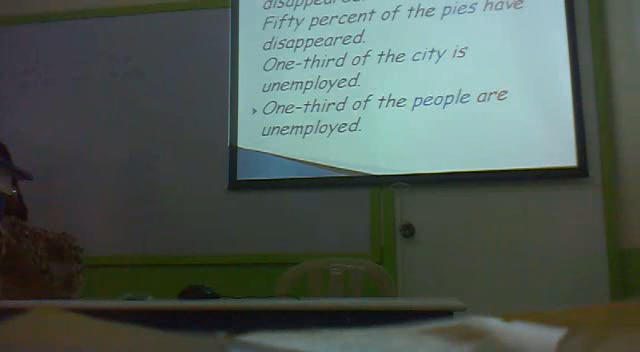 disappeared.
Fifty percent of the pies have
disappeared.
One-third of the city is
unemployed.
One-third of the people are
unemployed.